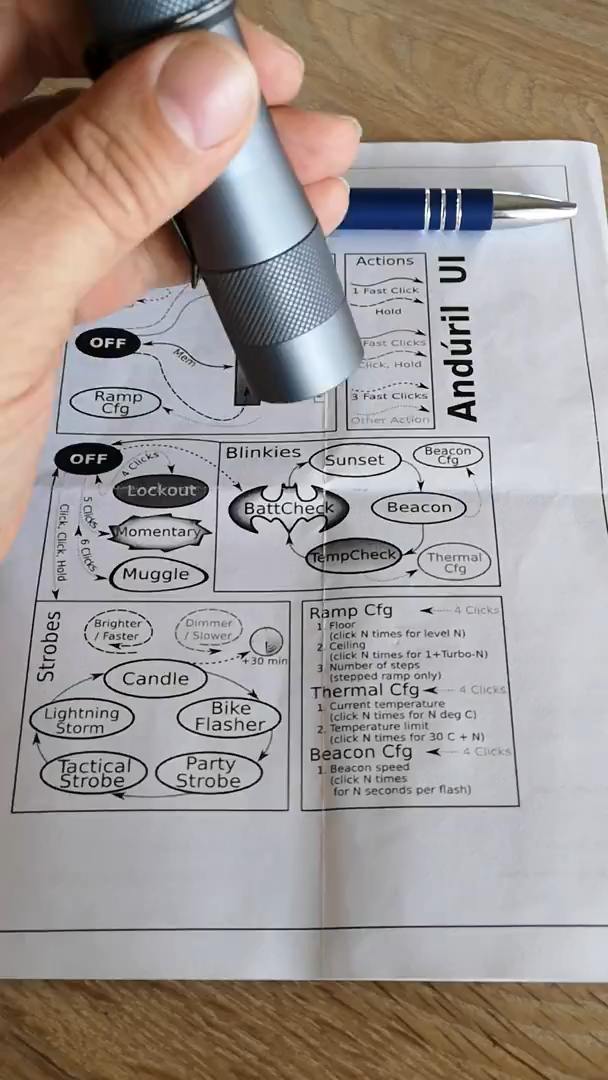 Andúril UI
Actions
1 Fast Click
Hold
Fast Clicks
Click, Hold
3 Fast Clicks
Other Action
OFF
Mem
Ramp
Cfg
OFF
4 Clicks
Lockout
5 Clicks
Momentary
6 Clicks
Muggle
Click, Click, Hold
Blinkies
Sunset
Beacon
Cfg
BattCheck
Beacon
TempCheck
Thermal
Cfg
Strobes
Brighter
/ Faster
Dimmer
/ Slower
+30 min
Candle
Lightning
Storm
Bike
Flasher
Tactical
Strobe
Party
Strobe
Ramp Cfg 4 Clicks
1. Floor
(click N times for level N)
2. Ceiling
(click N times for 1+Turbo-N)
3. Number of steps
(stepped ramp only)
Thermal Cfg 4 Clicks
1. Current temperature
(click N times for N deg C)
2. Temperature limit
(click N times for 30 C + N)
Beacon Cfg 4 Clicks
1. Beacon speed
(click N times
for N seconds per flash)